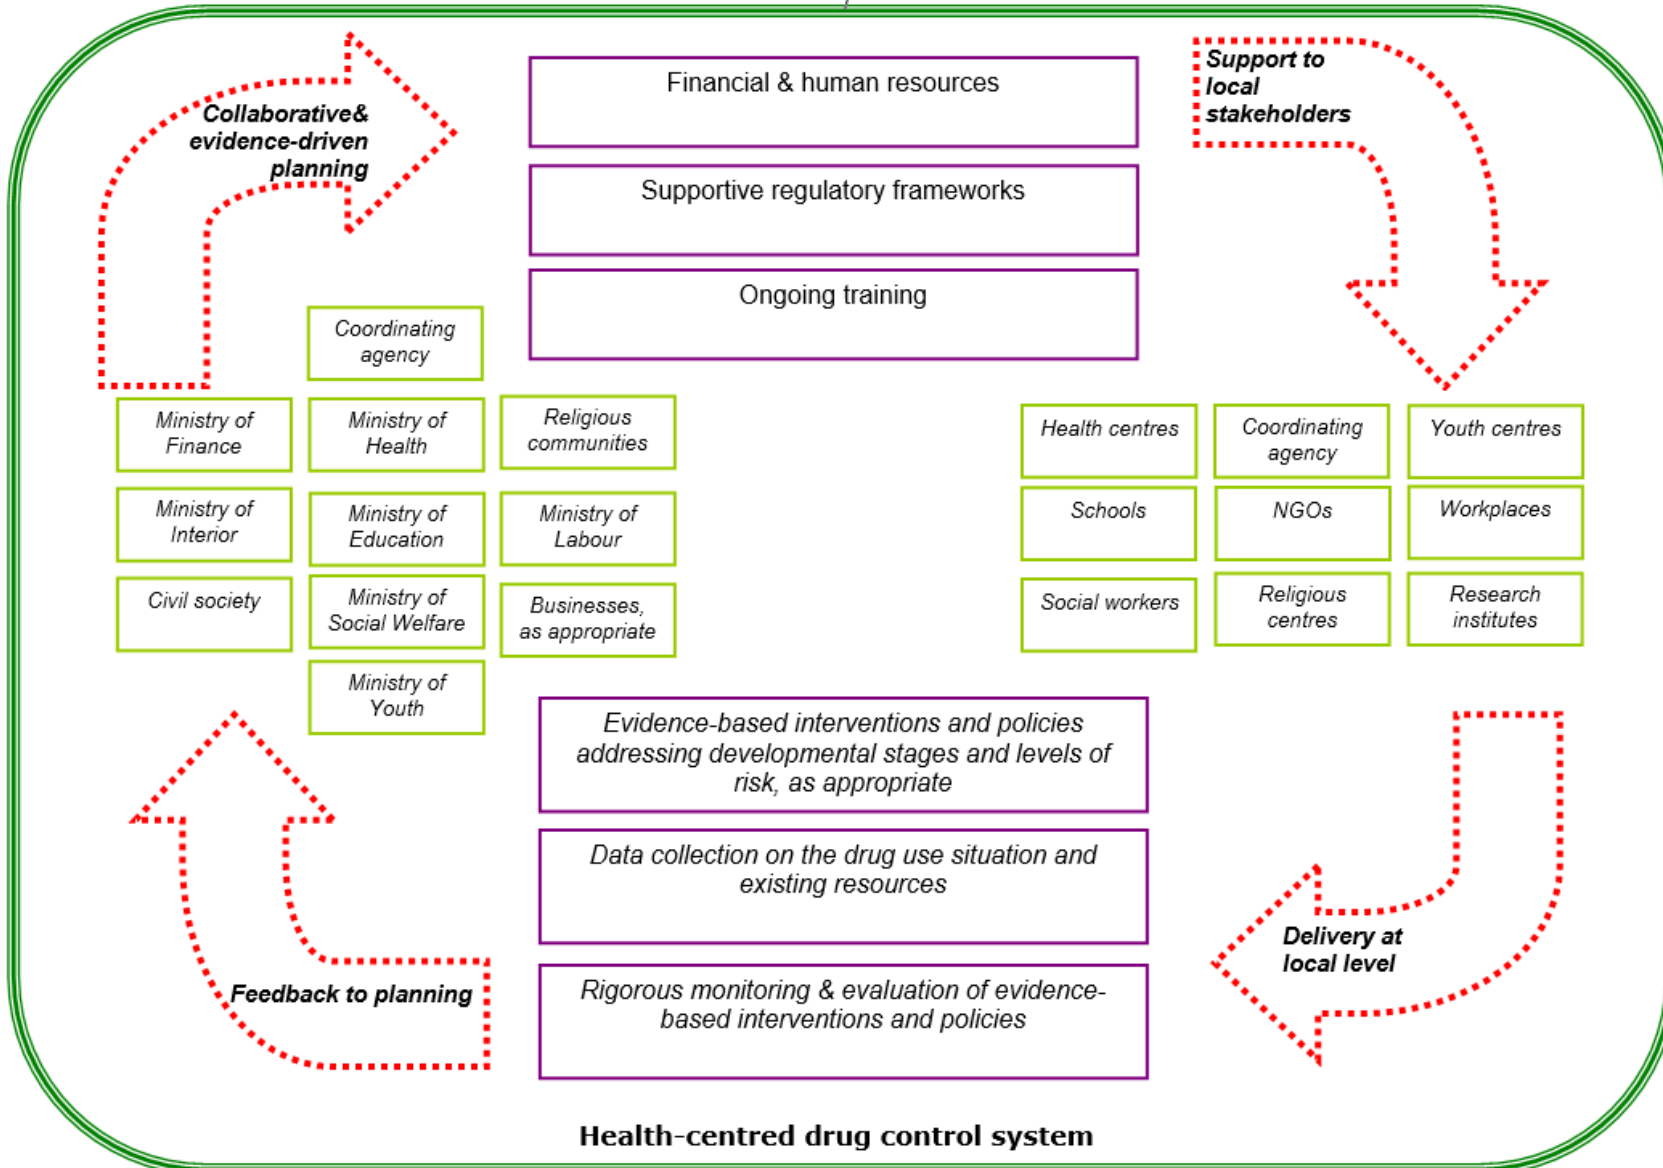 Collaborative&
evidence-driven
planning
Financial & human resources
Supportive regulatory frameworks
Ongoing training
Support to
local
stakeholders
Coordinating
agency
Ministry of
Finance
Ministry of
Health
Religious
communities
Ministry of
Interior
Ministry of
Education
Ministry of
Labour
Civil society
Ministry of
Social Welfare
Businesses,
as appropriate
Ministry of
Youth
Health centres
Coordinating
agency
Youth centres
Schools
NGOs
Workplaces
Social workers
Religious
centres
Research
institutes
Evidence-based interventions and policies
addressing developmental stages and levels of
risk, as appropriate
Data collection on the drug use situation and
existing resources
Rigorous monitoring & evaluation of evidence-
based interventions and policies
Delivery at
local level
Feedback to planning
Health-centred drug control system